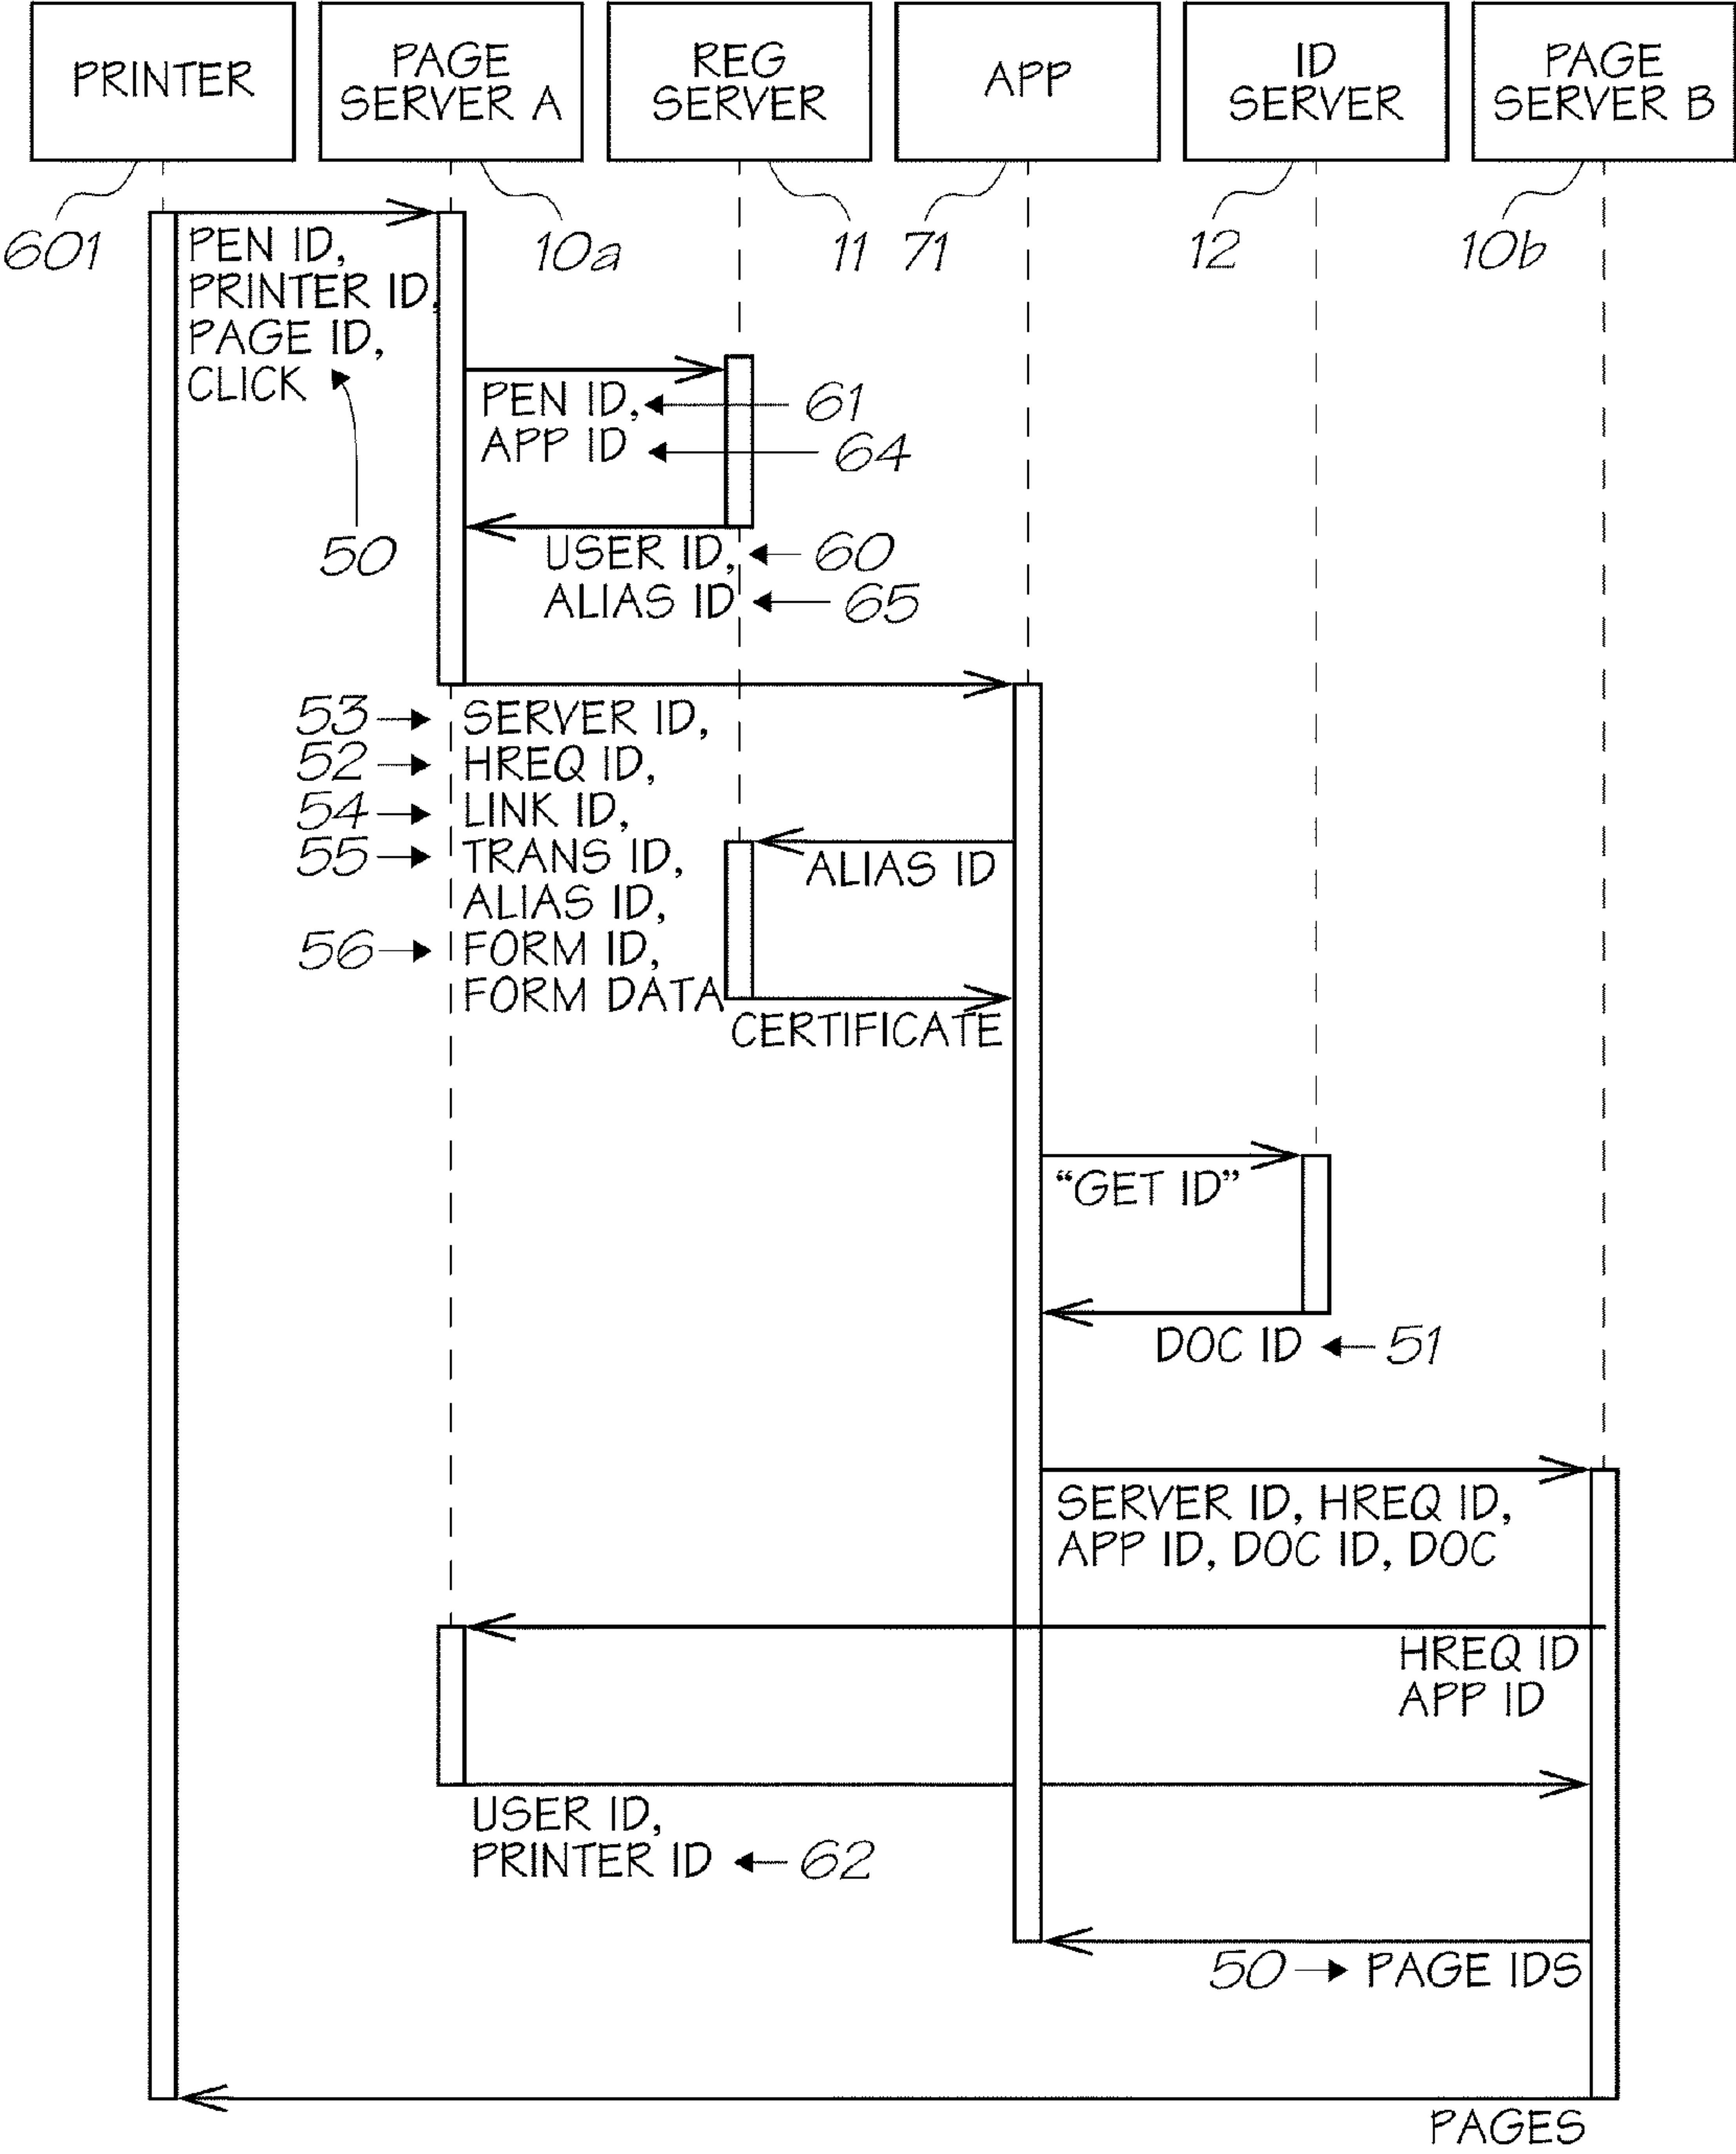 PRINTER
PAGE
SERVER A
REG
SERVER
APP
ID
SERVER
PAGE
SERVER B
601
10a
11
71
12
10b
PEN ID,
PRINTER ID,
PAGE ID,
CLICK
50
PEN ID,
61
APP ID
64
USER ID,
60
ALIAS ID
65
53
SERVER ID,
52
HREQ ID,
54
LINK ID,
55
TRANS ID,
ALIAS ID,
56
FORM ID,
FORM DATA
ALIAS ID
CERTIFICATE
“GET ID”
DOC ID
51
SERVER ID, HREQ ID,
APP ID, DOC ID, DOC
HREQ ID
APP ID
USER ID,
PRINTER ID
62
50
PAGE IDS
PAGES